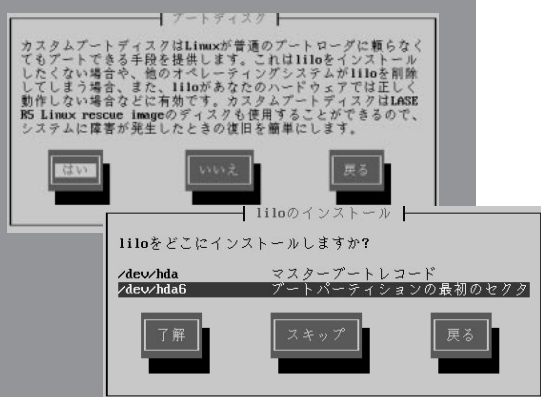 ブートディスク
カスタムブートディスクはLinuxが普通のブートローダに頼らなく
てもブートできる手段を提供します。これはliloをインストール
したくない場合や、他のオペレーティングシステムがliloを削除
してしまう場合、また、liloがあなたのハードウェアでは正しく
動作しない場合などに有効です。カスタムブートディスクはLASE
R5 Linux rescue imageのディスクも使用することができるので、
システムに障害が発生したときの復旧を簡単にします。
はい いいえ 戻る
liloのインストール
liloをどこにインストールしますか?
/dev/hda マスターブートレコード
/dev/hda6 ブートパーティションの最初のセクタ
了解 スキップ 戻る